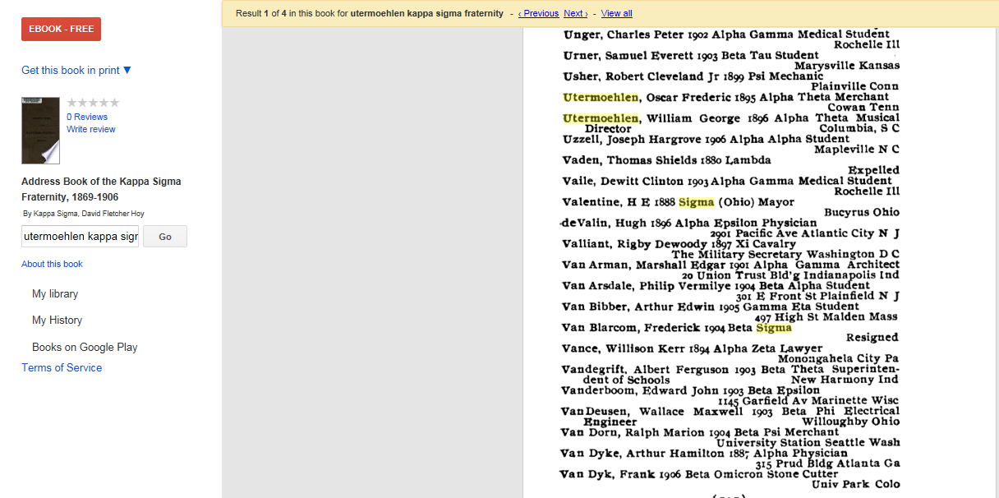 EBOOK - FREE
Get this book in print ▼
0 Reviews
Write review
Address Book of the Kappa Sigma
Fraternity, 1869-1906
By Kappa Sigma, David Fletcher Hoy
utermoehlen kappa sigr
Go
About this book
My library
My History
Books on Google Play
Terms of Service
Result 1 of 4 in this book for utermoehlen kappa sigma fraternity - ‹ Previous Next › - View all
Unger, Charles Peter 1902 Alpha Gamma Medical Student
Rochelle Ill
Urner, Samuel Everett 1903 Beta Tau Student
Marysville Kansas
Usher, Robert Cleveland Jr 1899 Psi Mechanic
Plainville Conn
Utermoehlen, Oscar Frederic 1895 Alpha Theta Merchant
Cowan Tenn
Utermoehlen, William George 1896 Alpha Theta Musical
Director Columbia, S C
Uzzell, Joseph Hargrove 1906 Alpha Alpha Student
Mapleville N C
Vaden, Thomas Shields 1880 Lambda
Expelled
Vaile, Dewitt Clinton 1903 Alpha Gamma Medical Student
Rochelle Ill
Valentine, H E 1888 Sigma (Ohio) Mayor
Bucyrus Ohio
deValin, Hugh 1896 Alpha Epsilon Physician
2901 Pacific Ave Atlantic City N J
Valliant, Rigby Dewoody 1897 Xi Cavalry
The Military Secretary Washington D C
Van Arman, Marshall Edgar 1901 Alpha Gamma Architect
20 Union Trust Bld'g Indianapolis Ind
Van Arsdale, Philip Vermilye 1904 Beta Alpha Student
301 E Front St Plainfield N J
Van Bibber, Arthur Edwin 1905 Gamma Eta Student
497 High St Malden Mass
Van Blarcom, Frederick 1904 Beta Sigma
Resigned
Vance, Willison Kerr 1894 Alpha Zeta Lawyer
Monongahela City Pa
Vandegrift, Albert Ferguson 1903 Beta Theta Superinten-
dent of Schools New Harmony Ind
Vanderboom, Edward John 1903 Beta Epsilon
1145 Garfield Av Marinette Wisc
VanDeusen, Wallace Maxwell 1903 Beta Phi Electrical
Engineer Willoughby Ohio
Van Dorn, Ralph Marion 1904 Beta Psi Merchant
University Station Seattle Wash
Van Dyke, Arthur Hamilton 1887 Alpha Physician
315 Prud Bldg Atlanta Ga
Van Dyk, Frank 1906 Beta Omicron Stone Cutter
Univ Park Colo